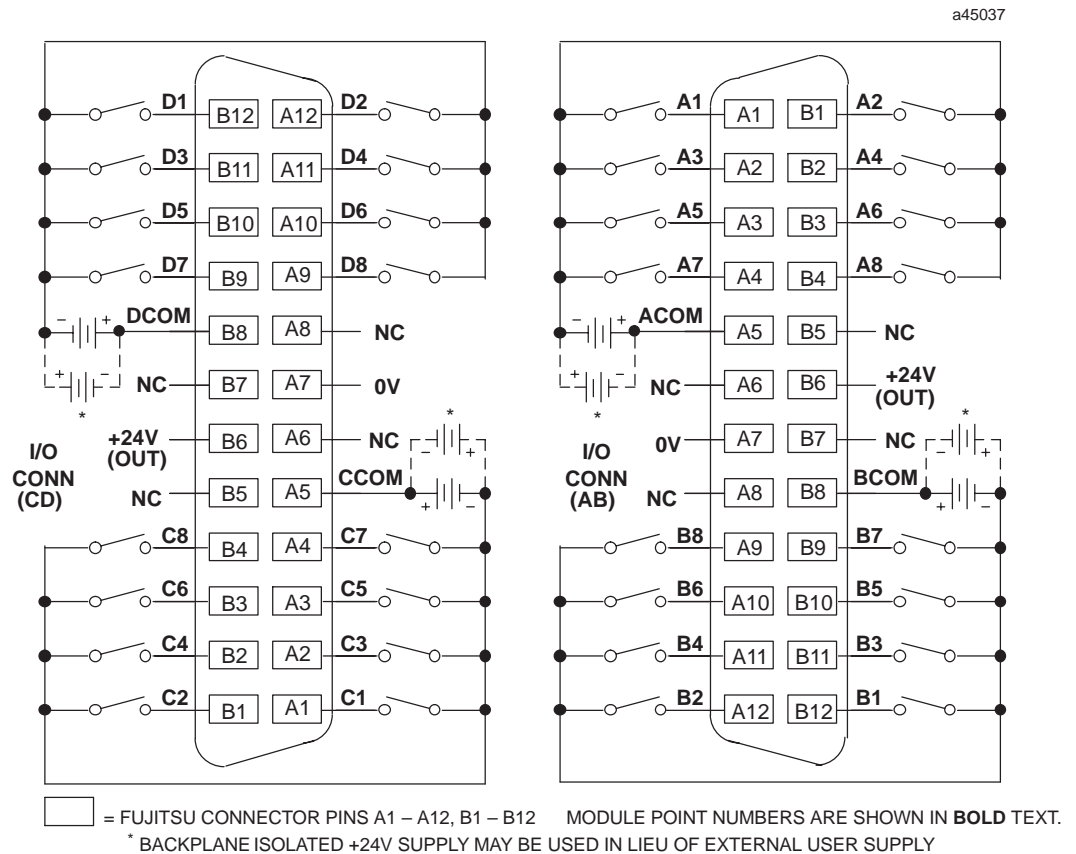 a45037
D1 B12 A12 D2
D3 B11 A11 D4
D5 B10 A10 D6
D7 B9 A9 D8
− + DCOM B8 A8 NC
+ − NC B7 A7 0V
*
I/O CONN (CD)
+24V (OUT) B6 A6 NC − + *
NC B5 A5 CCOM + −
C8 B4 A4 C7
C6 B3 A3 C5
C4 B2 A2 C3
C2 B1 A1 C1
A1 A1 B1 A2
A3 A2 B2 A4
A5 A3 B3 A6
A7 A4 B4 A8
− + ACOM A5 B5 NC
+ − NC A6 B6 +24V (OUT)
*
I/O CONN (AB)
0V A7 B7 NC − + *
NC A8 B8 BCOM + −
B8 A9 B9 B7
B6 A10 B10 B5
B4 A11 B11 B3
B2 A12 B12 B1
= FUJITSU CONNECTOR PINS A1 – A12, B1 – B12 MODULE POINT NUMBERS ARE SHOWN IN BOLD TEXT.
* BACKPLANE ISOLATED +24V SUPPLY MAY BE USED IN LIEU OF EXTERNAL USER SUPPLY